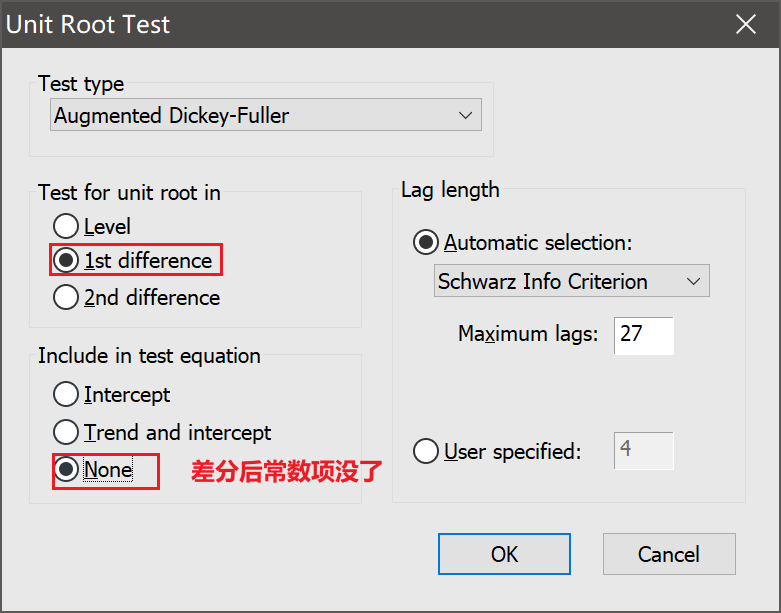 Unit Root Test
Test type
Augmented Dickey-Fuller
Test for unit root in
Level
1st difference
2nd difference
Include in test equation
Intercept
Trend and intercept
None
差分后常数项没了
Lag length
Automatic selection:
Schwarz Info Criterion
Maximum lags: 27
User specified: 4
OK
Cancel